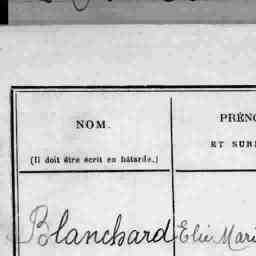 NOM.
PRÉNO
ET SUR
(Il doit être écrit en bâtarde.)
Blanchard Elie Mari